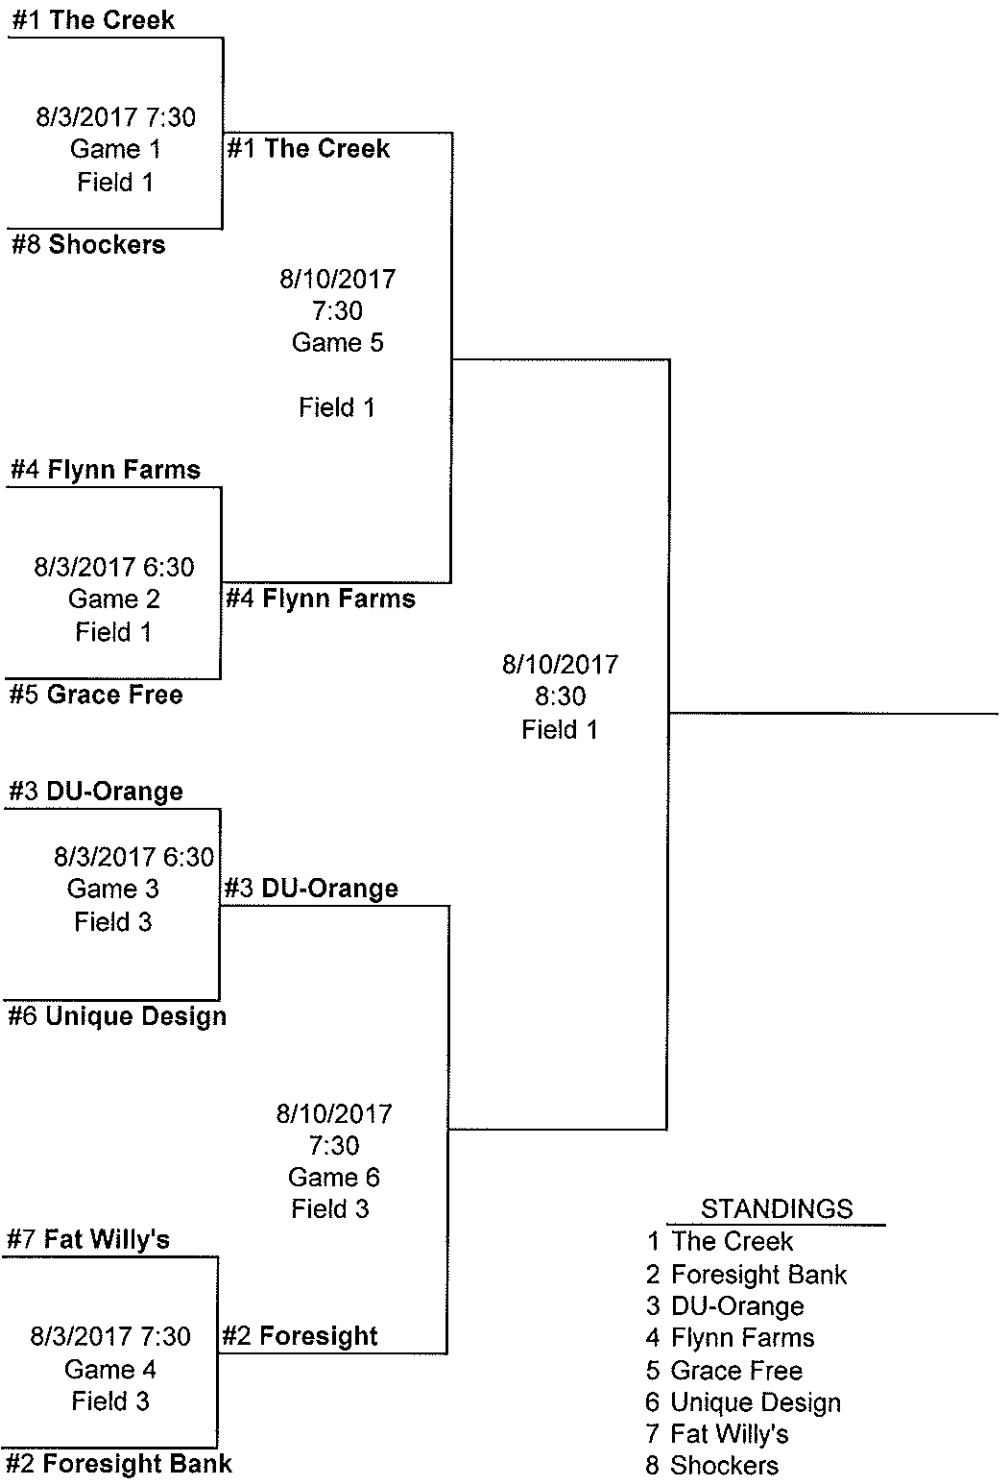 #1 The Creek
8/3/2017 7:30
Game 1
Field 1
#1 The Creek
#8 Shockers
8/10/2017
7:30
Game 5
Field 1
#4 Flynn Farms
8/3/2017 6:30
Game 2
Field 1
#4 Flynn Farms
#5 Grace Free
8/10/2017
8:30
Field 1
#3 DU-Orange
8/3/2017 6:30
Game 3
Field 3
#3 DU-Orange
#6 Unique Design
8/10/2017
7:30
Game 6
Field 3
#7 Fat Willy's
8/3/2017 7:30
Game 4
Field 3
#2 Foresight
#2 Foresight Bank
STANDINGS
1 The Creek
2 Foresight Bank
3 DU-Orange
4 Flynn Farms
5 Grace Free
6 Unique Design
7 Fat Willy's
8 Shockers